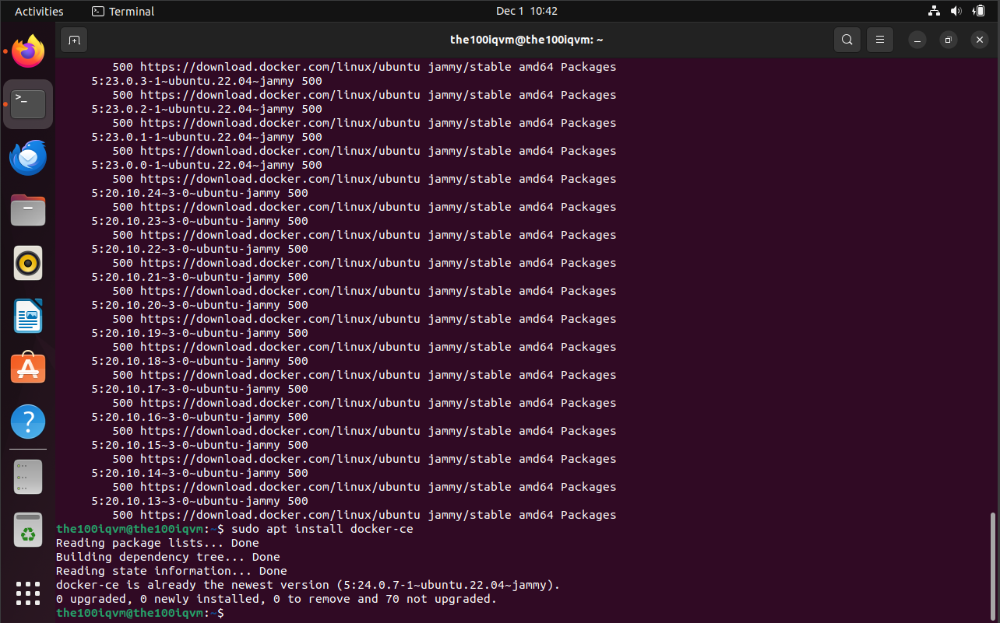 Activities
Terminal
Dec 1 10:42
the100iqvm@the100iqvm: ~
500 https://download.docker.com/linux/ubuntu jammy/stable amd64 Packages
5:23.0.3-1~ubuntu.22.04~jammy 500
500 https://download.docker.com/linux/ubuntu jammy/stable amd64 Packages
5:23.0.2-1~ubuntu.22.04~jammy 500
500 https://download.docker.com/linux/ubuntu jammy/stable amd64 Packages
5:23.0.1-1~ubuntu.22.04~jammy 500
500 https://download.docker.com/linux/ubuntu jammy/stable amd64 Packages
5:23.0.0-1~ubuntu.22.04~jammy 500
500 https://download.docker.com/linux/ubuntu jammy/stable amd64 Packages
5:20.10.24~3-0~ubuntu-jammy 500
500 https://download.docker.com/linux/ubuntu jammy/stable amd64 Packages
5:20.10.23~3-0~ubuntu-jammy 500
500 https://download.docker.com/linux/ubuntu jammy/stable amd64 Packages
5:20.10.22~3-0~ubuntu-jammy 500
500 https://download.docker.com/linux/ubuntu jammy/stable amd64 Packages
5:20.10.21~3-0~ubuntu-jammy 500
500 https://download.docker.com/linux/ubuntu jammy/stable amd64 Packages
5:20.10.20~3-0~ubuntu-jammy 500
500 https://download.docker.com/linux/ubuntu jammy/stable amd64 Packages
5:20.10.19~3-0~ubuntu-jammy 500
500 https://download.docker.com/linux/ubuntu jammy/stable amd64 Packages
5:20.10.18~3-0~ubuntu-jammy 500
500 https://download.docker.com/linux/ubuntu jammy/stable amd64 Packages
5:20.10.17~3-0~ubuntu-jammy 500
500 https://download.docker.com/linux/ubuntu jammy/stable amd64 Packages
5:20.10.16~3-0~ubuntu-jammy 500
500 https://download.docker.com/linux/ubuntu jammy/stable amd64 Packages
5:20.10.15~3-0~ubuntu-jammy 500
500 https://download.docker.com/linux/ubuntu jammy/stable amd64 Packages
5:20.10.14~3-0~ubuntu-jammy 500
500 https://download.docker.com/linux/ubuntu jammy/stable amd64 Packages
5:20.10.13~3-0~ubuntu-jammy 500
500 https://download.docker.com/linux/ubuntu jammy/stable amd64 Packages
the100iqvm@the100iqvm:~$ sudo apt install docker-ce
Reading package lists... Done
Building dependency tree... Done
Reading state information... Done
docker-ce is already the newest version (5:24.0.7-1~ubuntu.22.04~jammy).
0 upgraded, 0 newly installed, 0 to remove and 70 not upgraded.
the100iqvm@the100iqvm:~$